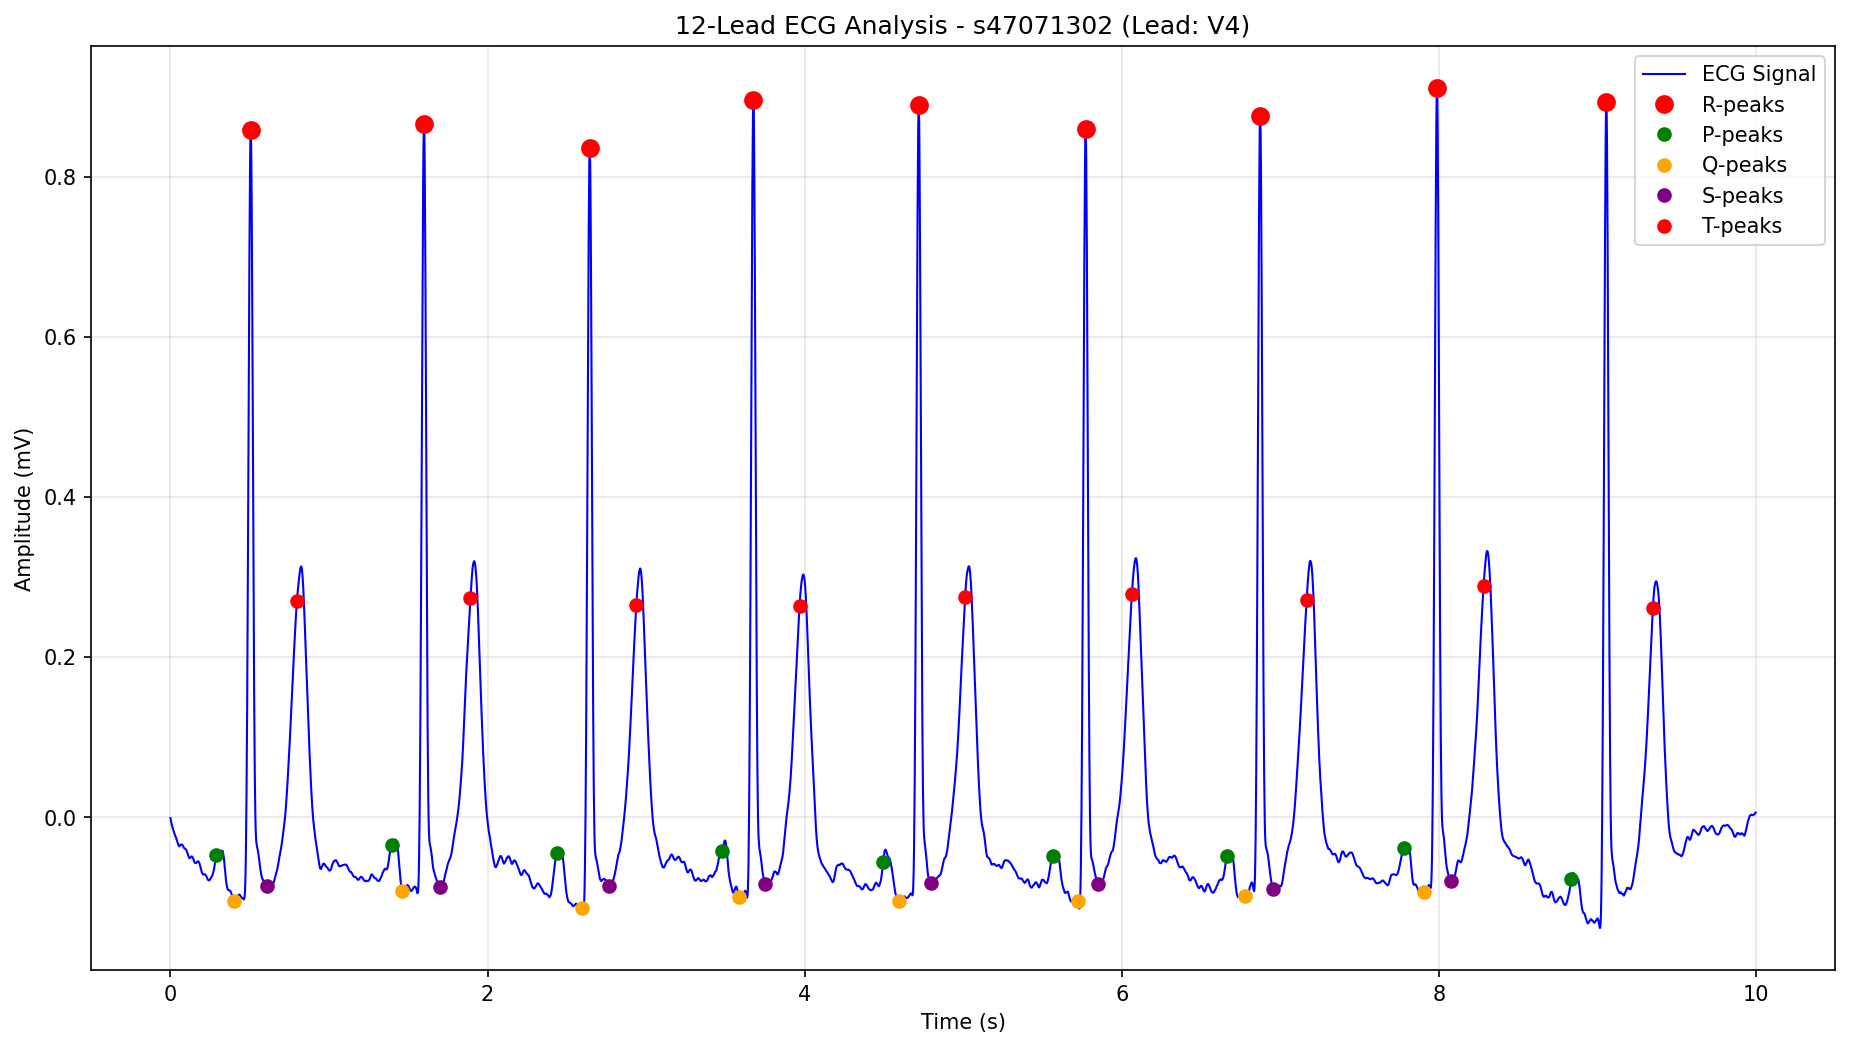 12-Lead ECG Analysis - s47071302 (Lead: V4)
ECG Signal
R-peaks
P-peaks
Q-peaks
S-peaks
T-peaks
Amplitude (mV)
0.8
0.6
0.4
0.2
0.0
0 2 4 6 8 10
Time (s)